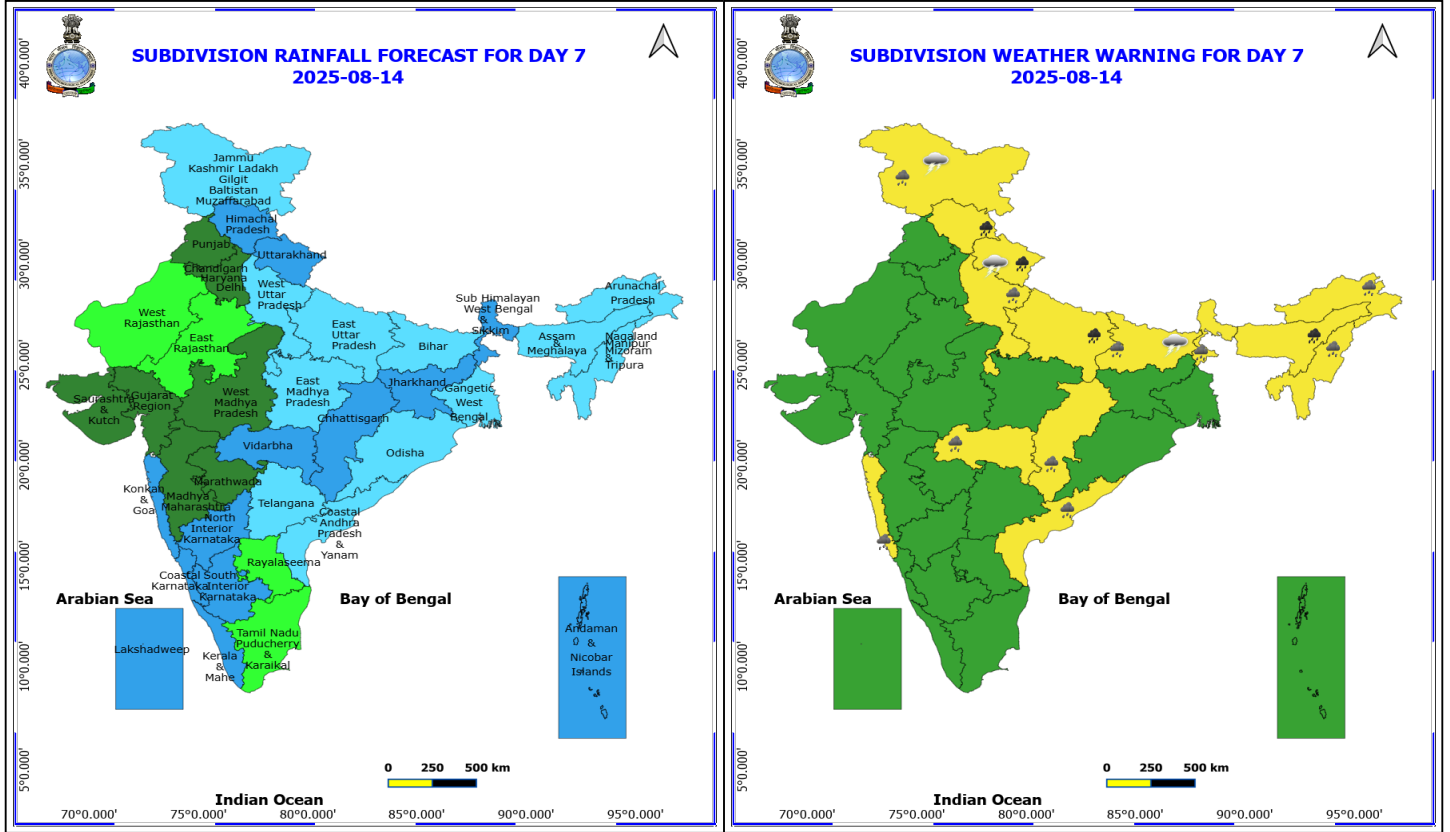 SUBDIVISION RAINFALL FORECAST FOR DAY 7
2025-08-14
40°0.000'
35°0.000'
30°0.000'
25°0.000'
20°0.000'
15°0.000'
10°0.000'
5°0.000'
Jammu
Kashmir Ladakh
Gilgit
Baltistan
Muzaffarabad
Himachal
Pradesh
Punjab
Uttarakhand
Chandigarh
Haryana
Delhi
West
Uttar
Pradesh
West
Rajasthan
East
Rajasthan
East
Uttar
Pradesh
Bihar
Sub Himalayan
West Bengal
&
Sikkim
Arunachal
Pradesh
Assam
&
Meghalaya
Nagaland
Manipur
Mizoram
&
Tripura
Saurashtra
&
Kutch
Gujarat
Region
West
Madhya
Pradesh
East
Madhya
Pradesh
Jharkhand
Gangetic
West
Bengal
Chhattisgarh
Vidarbha
Odisha
Konkan
&
Goa
Madhya
Maharashtra
Marathwada
Telangana
North
Interior
Karnataka
Coastal
Andhra
Pradesh
&
Yanam
Rayalaseema
Coastal
Karnataka
South
Interior
Karnataka
Arabian Sea
Bay of Bengal
Lakshadweep
Kerala
&
Mahe
Tamil Nadu
Puducherry
&
Karaikal
Andaman
&
Nicobar
Islands
0 250 500 km
Indian Ocean
70°0.000' 75°0.000' 80°0.000' 85°0.000' 90°0.000' 95°0.000'
SUBDIVISION WEATHER WARNING FOR DAY 7
2025-08-14
40°0.000'
35°0.000'
30°0.000'
25°0.000'
20°0.000'
15°0.000'
10°0.000'
5°0.000'
Arabian Sea
Bay of Bengal
0 250 500 km
Indian Ocean
70°0.000' 75°0.000' 80°0.000' 85°0.000' 90°0.000' 95°0.000'